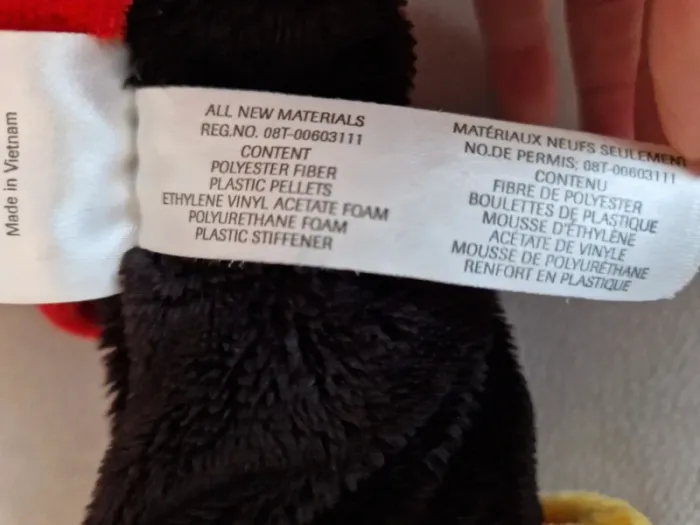 Made in Vietnam
ALL NEW MATERIALS
REG.NO. 08T-00603111
CONTENT
POLYESTER FIBER
PLASTIC PELLETS
ETHYLENE VINYL ACETATE FOAM
POLYURETHANE FOAM
PLASTIC STIFFENER
MATÉRIAUX NEUFS SEULEMENT
NO.DE PERMIS; 08T-00603111
CONTENU
FIBRE DE POLYESTER
BOULETTES DE PLASTIQUE
MOUSSE D'ÉTHYLÈNE
ACÉTATE DE VINYLE
MOUSSE DE POLYURÉTHANE
RENFORT EN PLASTIQUE